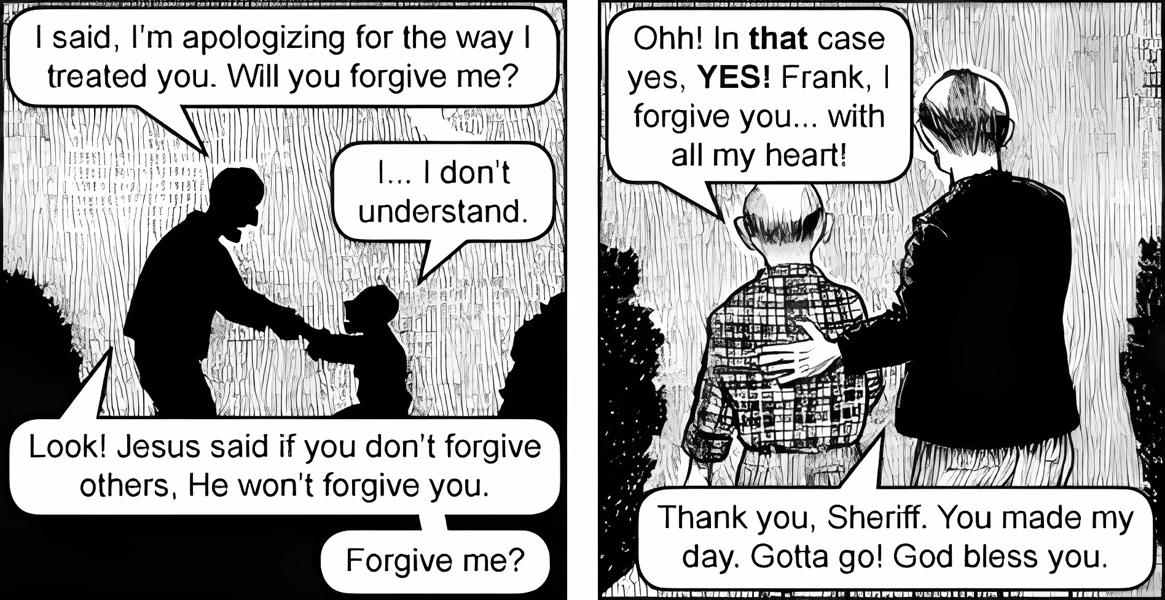 I said, I'm apologizing for the way I
treated you. Will you forgive me?
I... I don't
understand.
Look! Jesus said if you don't forgive
others, He won't forgive you.
Forgive me?
Ohh! In that case
yes, YES! Frank, I
forgive you... with
all my heart!
Thank you, Sheriff. You made my
day. Gotta go! God bless you.